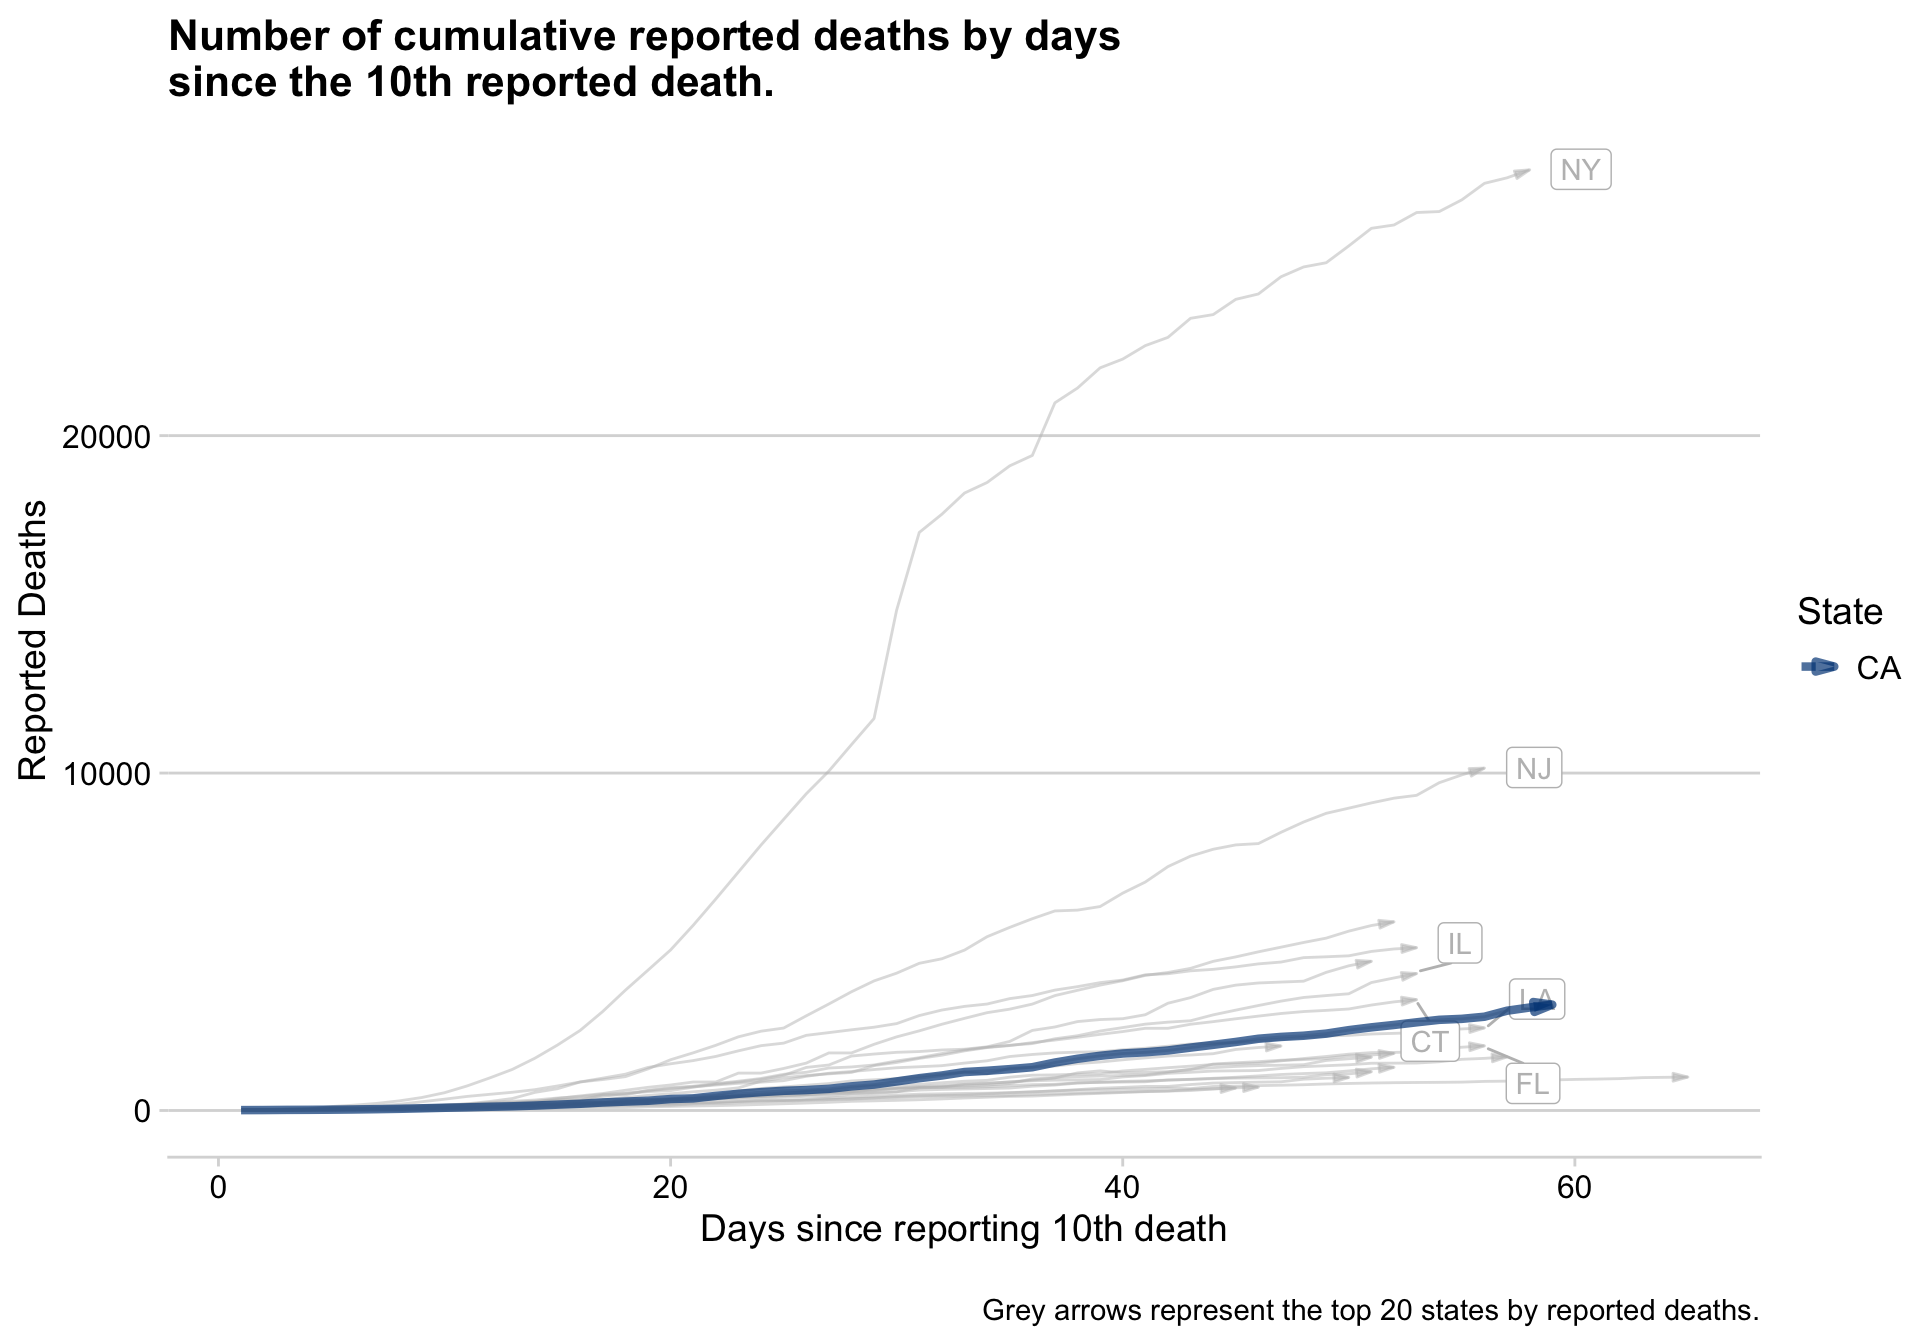 Number of cumulative reported deaths by days
since the 10th reported death.
NY
20000
Reported Deaths
State
CA
NJ
10000
IL
LA
CT
FL
0
0 20 40 60
Days since reporting 10th death
Grey arrows represent the top 20 states by reported deaths.